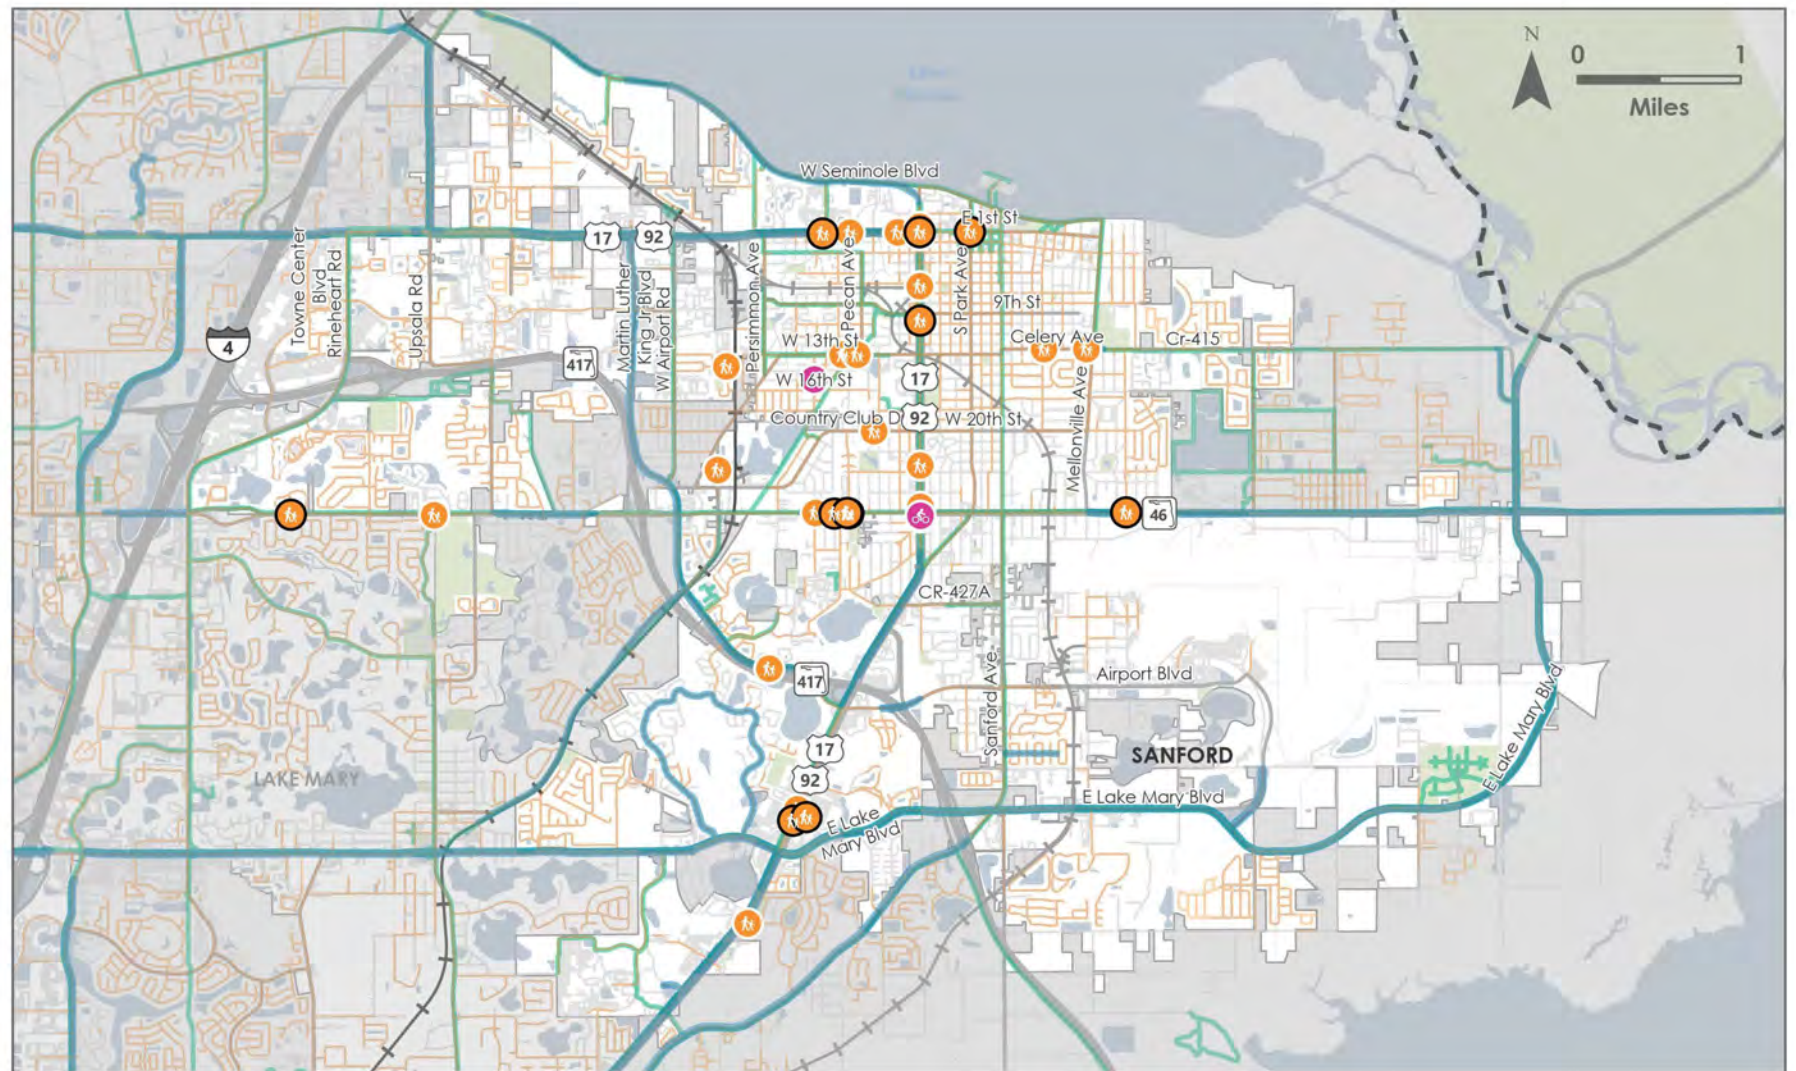 N
0 1
Miles
W Seminole Blvd
E 1st St
17
92
Towne Center
Blvd
Rineheart Rd
Upsala Rd
Martin Luther
King Jr Blvd
W Airport Rd
Persimmon Ave
Pecan Ave
S Park Ave
9Th St
4
417
W 13th St
Celery Ave
Cr-415
W 16th St
17
Country Club D
92
W 20th St
Mellonville Ave
46
CR-427A
417
Airport Blvd
Sanford Ave
17
92
SANFORD
LAKE MARY
E Lake Mary Blvd
E Lake Mary Blvd
E Lake
Mary Blvd